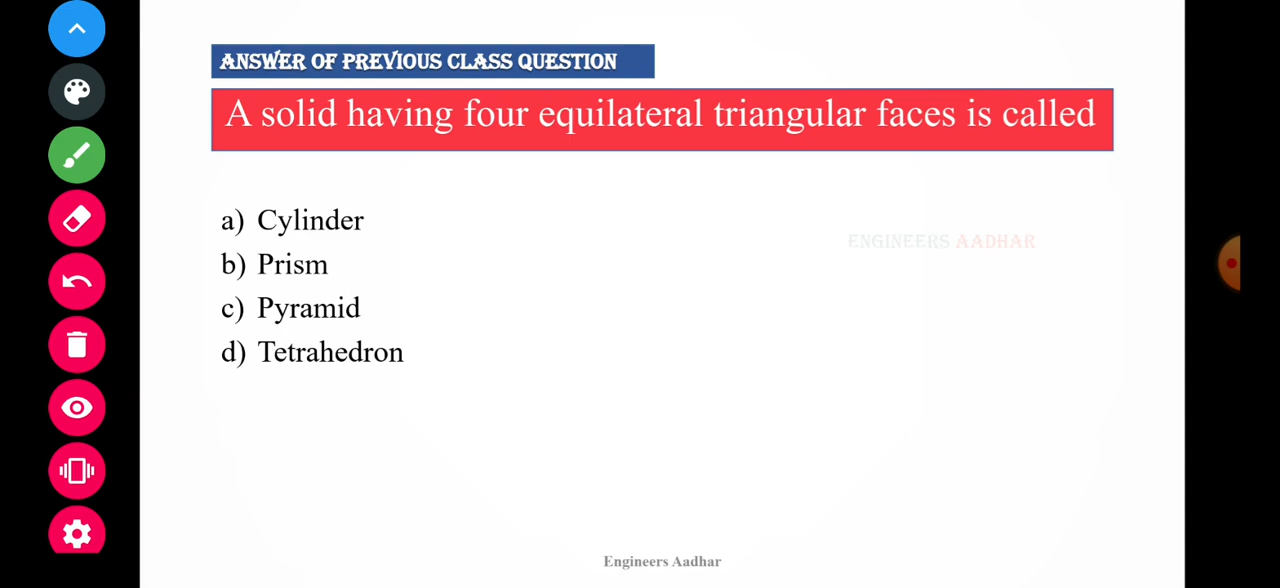 ANSWER OF PREVIOUS CLASS QUESTION
A solid having four equilateral triangular faces is called
a) Cylinder
ENGINEERS AADHAR
b) Prism
c) Pyramid
d) Tetrahedron
Engineers Aadhar